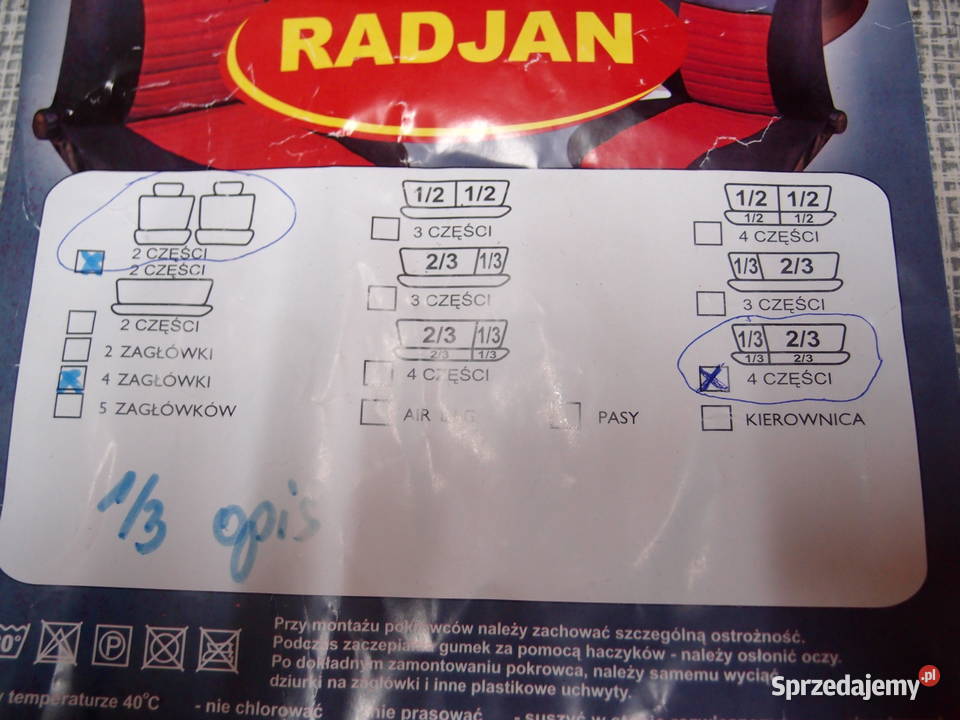 RADJAN
2 CZĘŚCI
2 CZĘŚCI
2 CZĘŚCI
2 ZAGŁÓWKI
4 ZAGŁÓWKI
5 ZAGŁÓWKÓW
1/2 1/2
3 CZĘŚCI
2/3 1/3
3 CZĘŚCI
2/3 1/3
2/3 1/3
4 CZĘŚCI
AIR BAG
PASY
1/2 1/2
1/2 1/2
4 CZĘŚCI
1/3 2/3
3 CZĘŚCI
1/3 2/3
1/3 2/3
4 CZĘŚCI
KIEROWNICA
1/3 opis
P
Przy montażu pokrowców należy zachować szczególną ostrożność.
Podczas zaczepiania gumek za pomocą haczyków - należy osłonić oczy.
Po dokładnym zamontowaniu pokrowca, należy samemu wyciąć
dziurki na zagłówki i inne plastikowe uchwyty.
temperaturze 40°C - nie chlorować - nie prasować - suszyć w
Sprzedajemy.pl